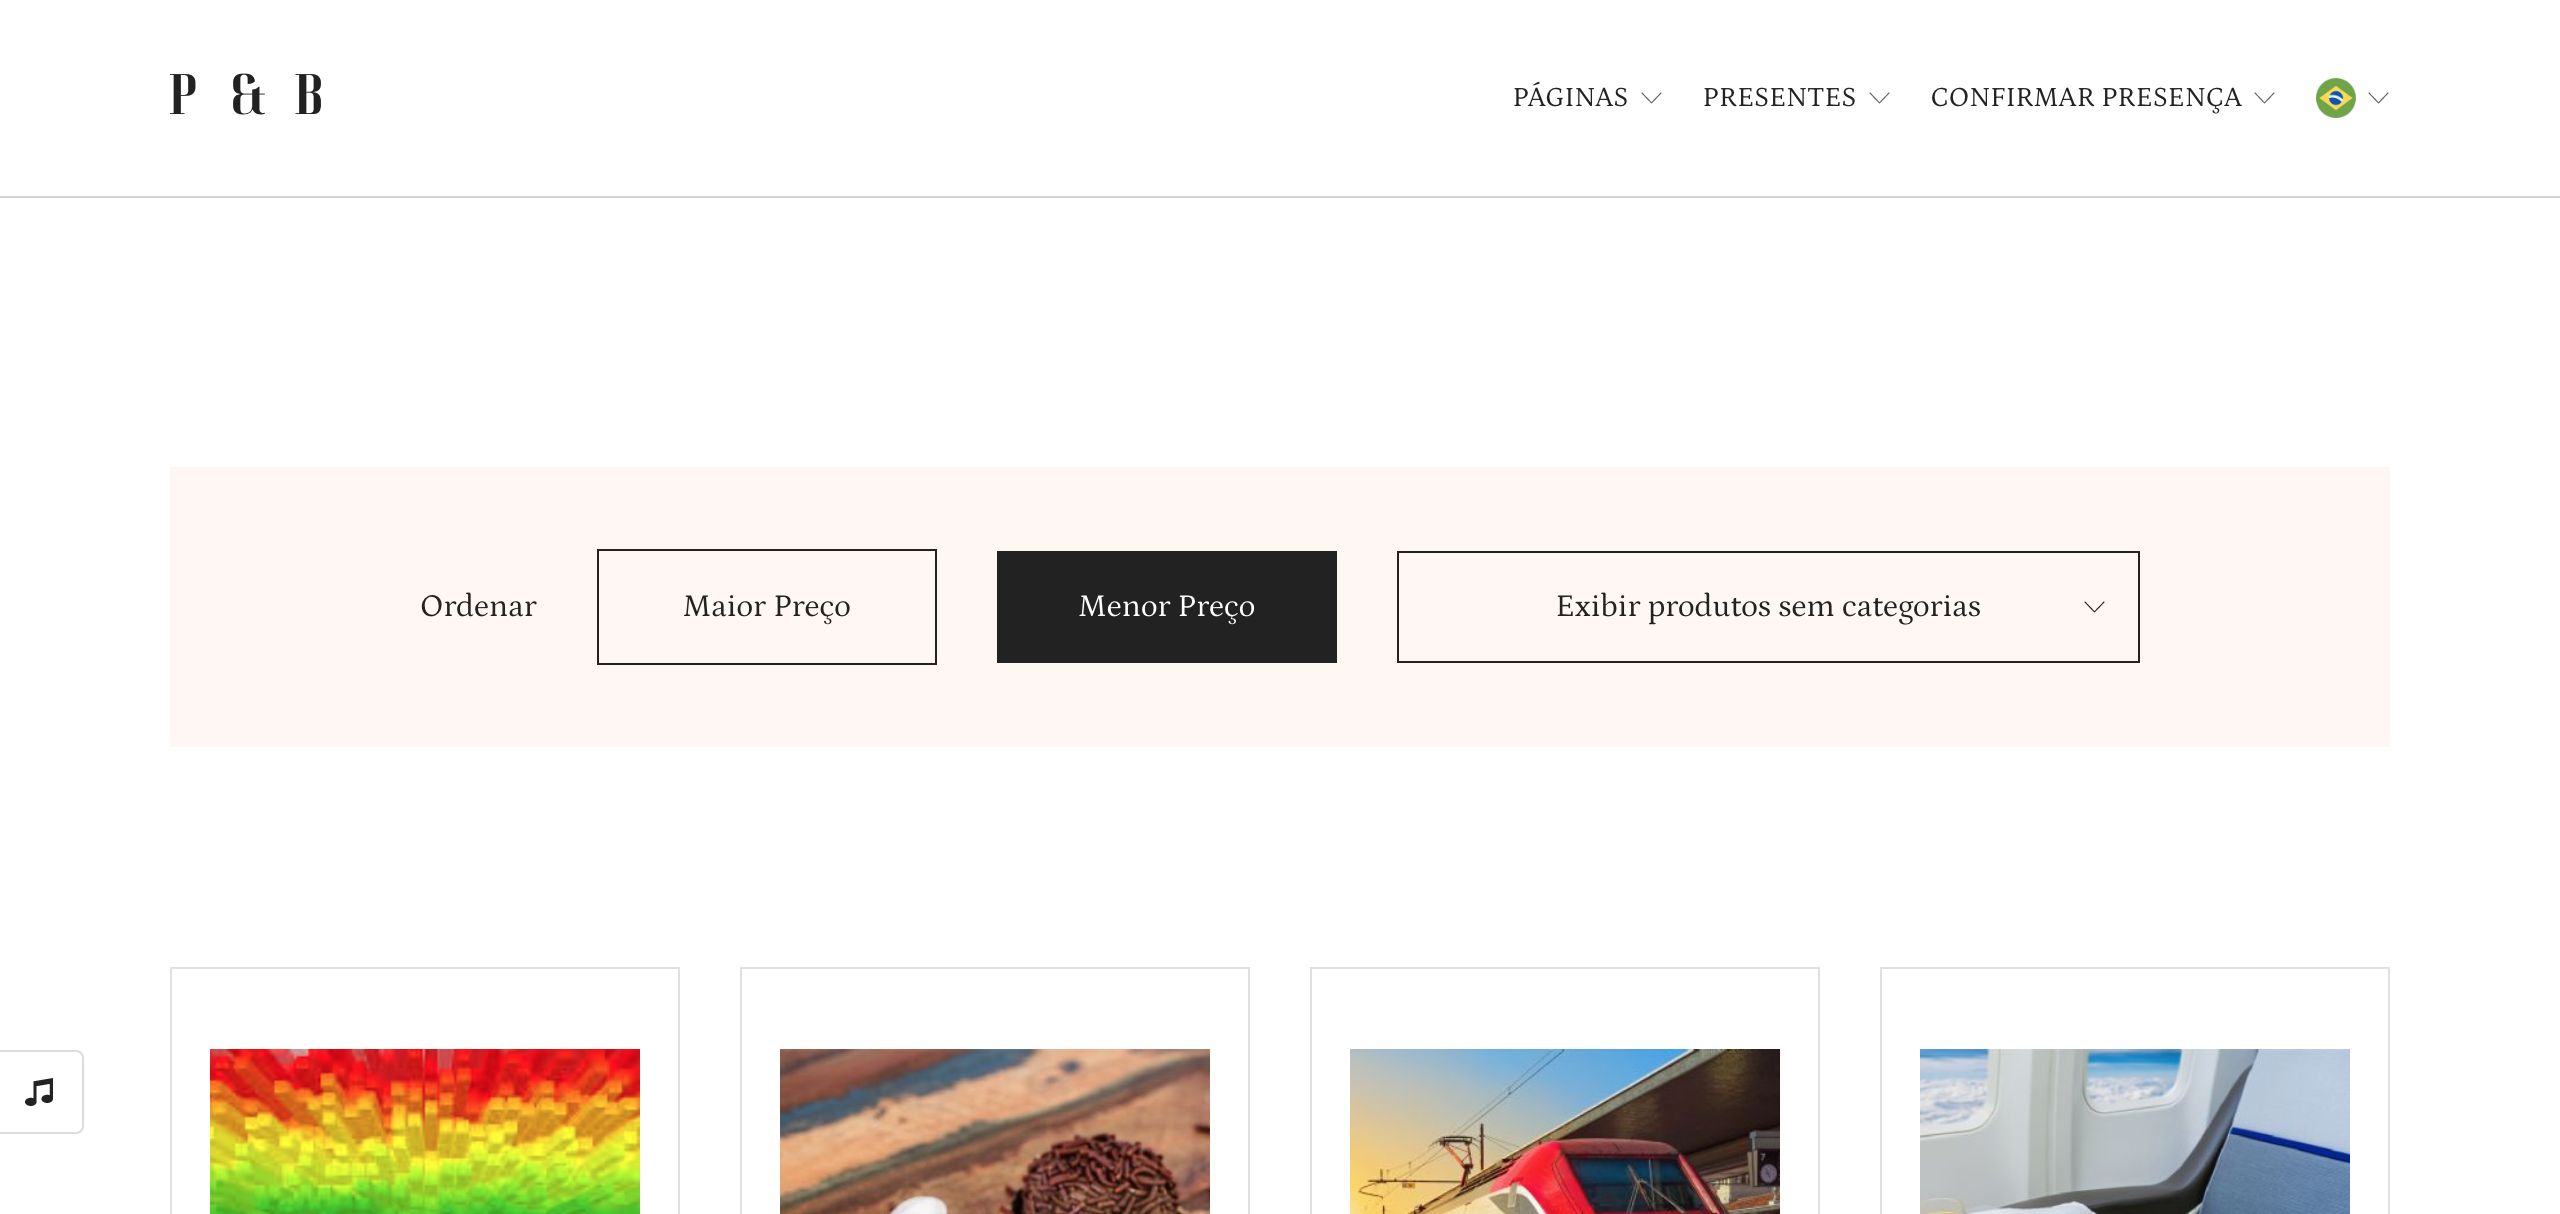 P & B
PÁGINAS
PRESENTES
CONFIRMAR PRESENÇA
Ordenar
Maior Preço
Menor Preço
Exibir produtos sem categorias